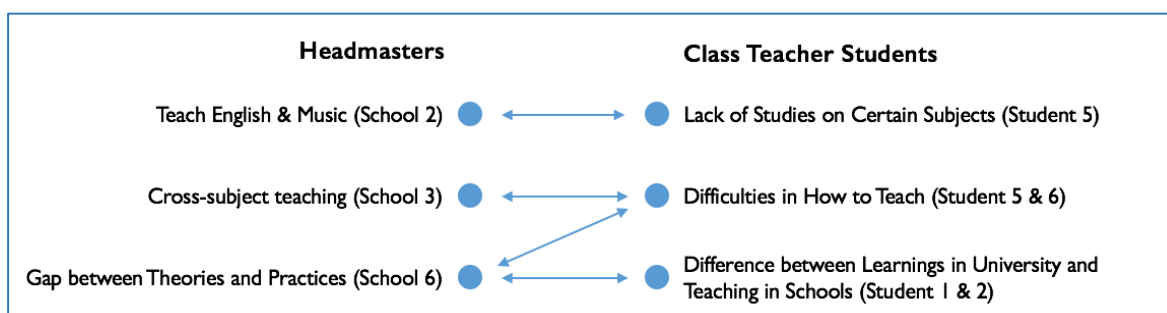 Headmasters
Class Teacher Students
Teach English & Music (School 2)
Lack of Studies on Certain Subjects (Student 5)
Cross-subject teaching (School 3)
Difficulties in How to Teach (Student 5 & 6)
Gap between Theories and Practices (School 6)
Difference between Learnings in University and
Teaching in Schools (Student 1 & 2)